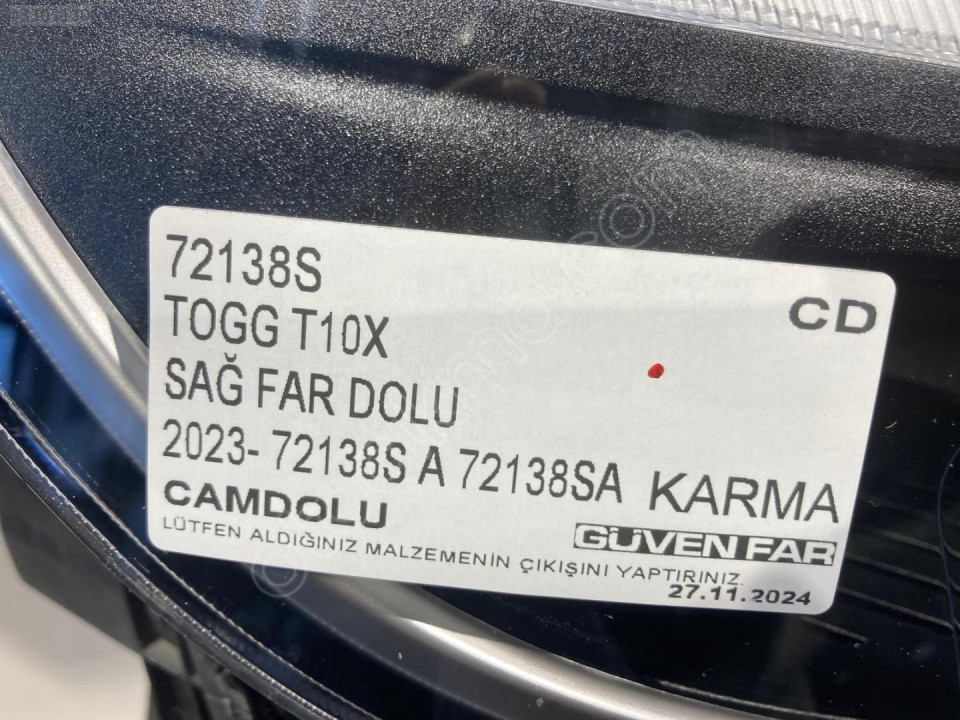 72138S
CD
TOGG T10X
SAĞ FAR DOLU
2023- 72138S A 72138SA KARMA
CAMDOLU
GÜVEN FAR
LÜTFEN ALDIĞINIZ MALZEMENİN ÇIKIŞINI YAPTIRINIZ.
27.11.2024